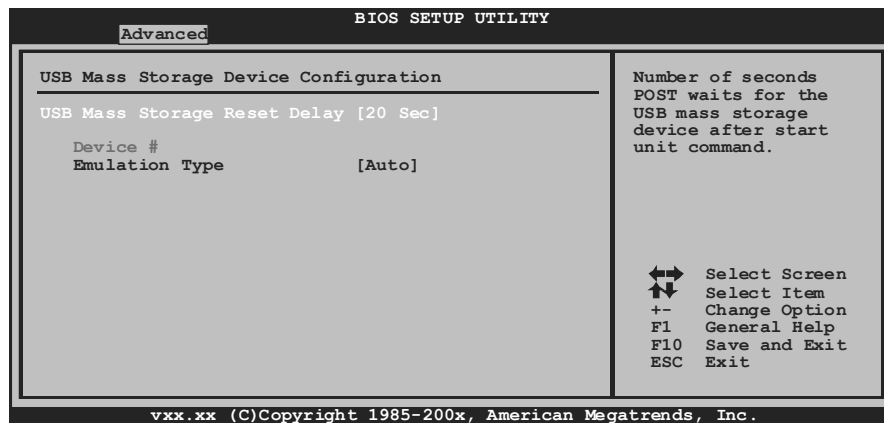 BIOS SETUP UTILITY
Advanced
USB Mass Storage Device Configuration
USB Mass Storage Reset Delay [20 Sec]
Device #
Emulation Type [Auto]
Number of seconds
POST waits for the
USB mass storage
device after start
unit command.
Select Screen
Select Item
+- Change Option
F1 General Help
F10 Save and Exit
ESC Exit
vxx.xx (C)Copyright 1985-200x, American Megatrends, Inc.